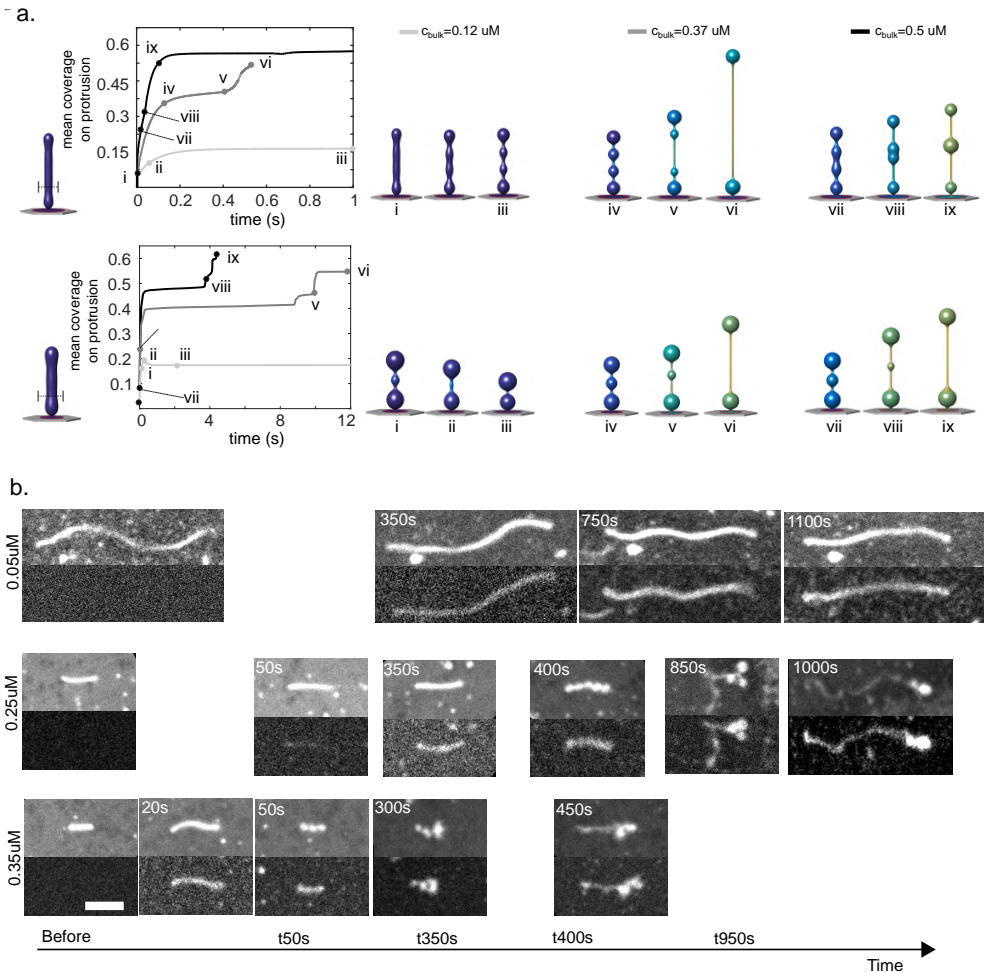 a.
c_bulk=0.12 uM
c_bulk=0.37 uM
c_bulk=0.5 uM
mean coverage
on protrusion
0.6
0.45
0.3
0.15
0
0.2
0.4
0.6
0.8
1
time (s)
i
ii
iii
iv
v
vi
vii
viii
ix
i
iii
iv
v
vi
vii
viii
ix
mean coverage
on protrusion
0.6
0.5
0.4
0.3
0.2
0.1
0
4
8
12
time (s)
ix
viii
vi
v
ii
iii
i
vii
i
ii
iii
iv
v
vi
vii
viii
ix
b.
0.05uM
350s
750s
1100s
0.25uM
50s
350s
400s
850s
1000s
0.35uM
20s
50s
300s
450s
Before
t50s
t350s
t400s
t950s
Time